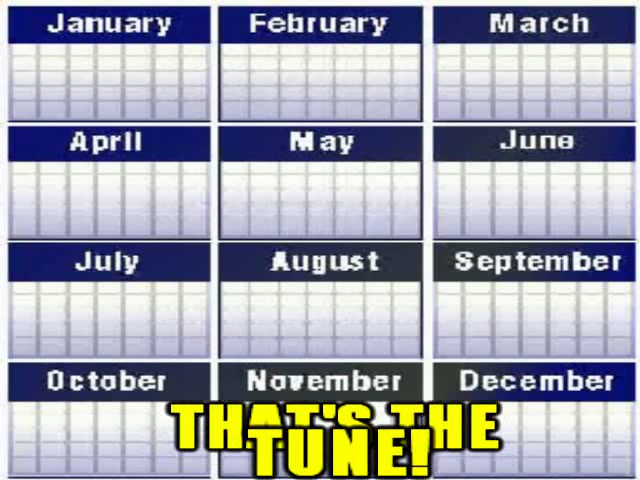 January February March
April May June
July August September
October November December
THAT'S THE
TUNE!